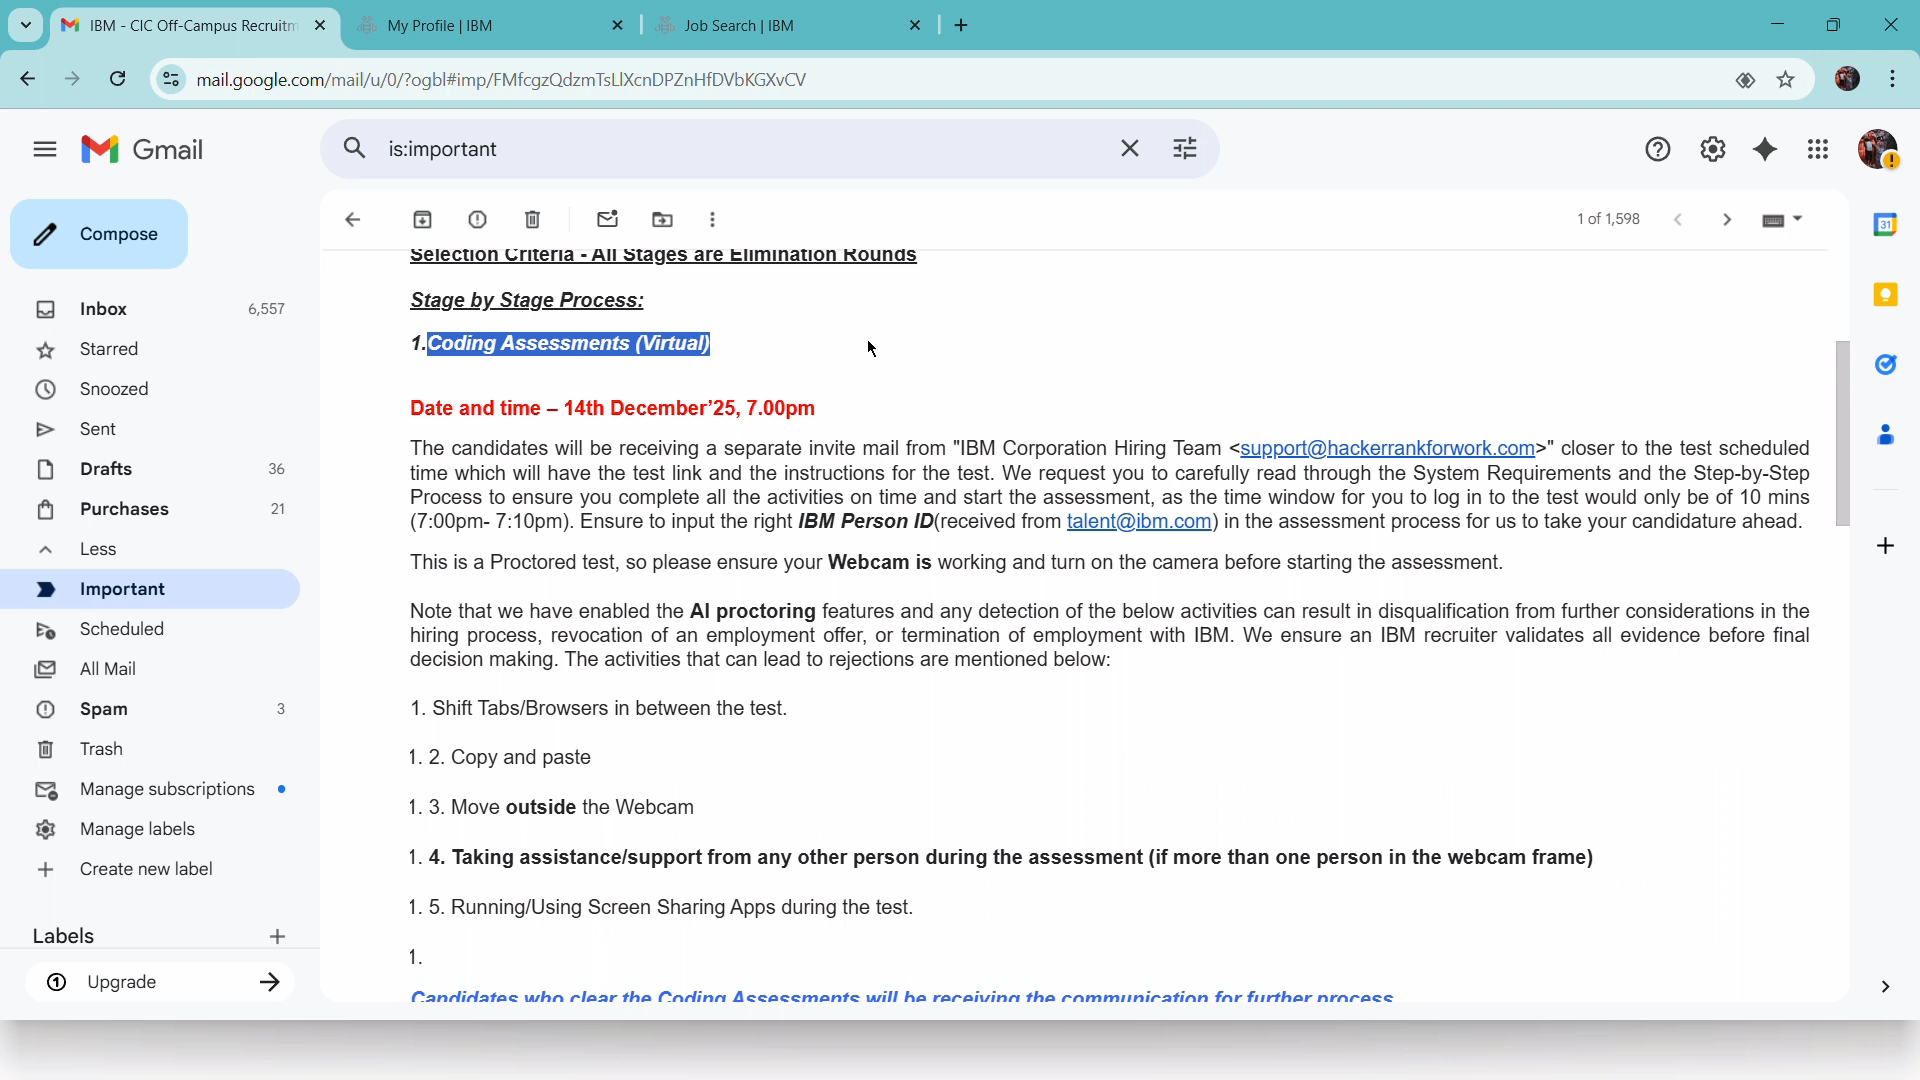 IBM - CIC Off-Campus Recruitm
My Profile | IBM
Job Search | IBM
mail.google.com/mail/u/0/?ogbl#imp/FMfcgzQdzmTsLlXcnDPZnHfDVbKGXvCV
Gmail
is:important
Compose
1 of 1,598
Inbox 6,557
Starred
Snoozed
Sent
Drafts 36
Purchases 21
Less
Important
Scheduled
All Mail
Spam 3
Trash
Manage subscriptions
Manage labels
Create new label
Labels
Upgrade
Selection Criteria - All Stages are Elimination Rounds
Stage by Stage Process:
1.Coding Assessments (Virtual)
Date and time – 14th December’25, 7.00pm
The candidates will be receiving a separate invite mail from "IBM Corporation Hiring Team <support@hackerrankforwork.com>" closer to the test scheduled
time which will have the test link and the instructions for the test. We request you to carefully read through the System Requirements and the Step-by-Step
Process to ensure you complete all the activities on time and start the assessment, as the time window for you to log in to the test would only be of 10 mins
(7:00pm- 7:10pm). Ensure to input the right IBM Person ID(received from talent@ibm.com) in the assessment process for us to take your candidature ahead.
This is a Proctored test, so please ensure your Webcam is working and turn on the camera before starting the assessment.
Note that we have enabled the AI proctoring features and any detection of the below activities can result in disqualification from further considerations in the
hiring process, revocation of an employment offer, or termination of employment with IBM. We ensure an IBM recruiter validates all evidence before final
decision making. The activities that can lead to rejections are mentioned below:
1. Shift Tabs/Browsers in between the test.
1. 2. Copy and paste
1. 3. Move outside the Webcam
1. 4. Taking assistance/support from any other person during the assessment (if more than one person in the webcam frame)
1. 5. Running/Using Screen Sharing Apps during the test.
1.
Candidates who clear the Coding Assessments will be receiving the communication for further process
31